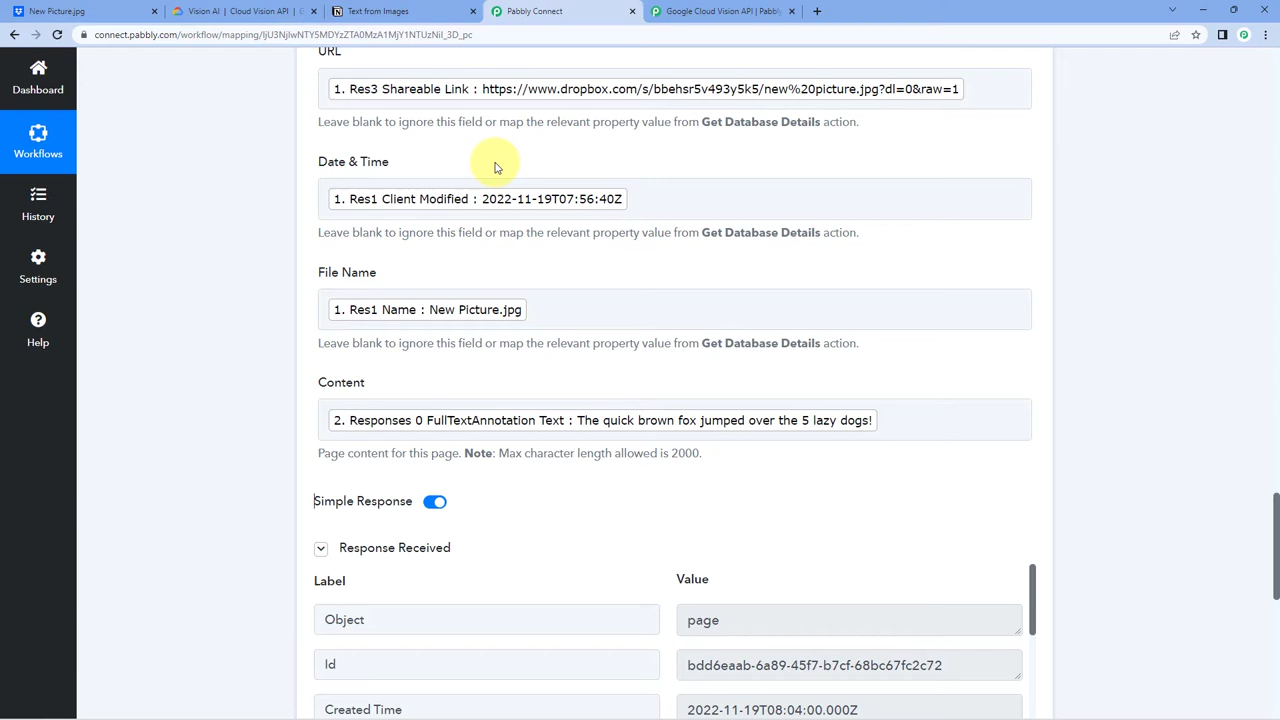 New Picture.jpg
Vision AI | Cloud Vision API | G
Text from Images
Pabbly Connect
Google Cloud Vision API | Pabbly
connect.pabbly.com/workflow/mapping/
Dashboard
Workflows
History
Settings
Help
URL
1. Res3 Shareable Link : https://www.dropbox.com/s/bbehsr5v493y5k5/new%20picture.jpg?dl=0&raw=1
Leave blank to ignore this field or map the relevant property value from Get Database Details action.
Date & Time
1. Res1 Client Modified : 2022-11-19T07:56:40Z
Leave blank to ignore this field or map the relevant property value from Get Database Details action.
File Name
1. Res1 Name : New Picture.jpg
Leave blank to ignore this field or map the relevant property value from Get Database Details action.
Content
2. Responses 0 FullTextAnnotation Text : The quick brown fox jumped over the 5 lazy dogs!
Page content for this page. Note: Max character length allowed is 2000.
Simple Response
Response Received
Label Value
Object page
Id bdd6eaab-6a89-45f7-b7cf-68bc67fc2c72
Created Time 2022-11-19T08:04:00.000Z